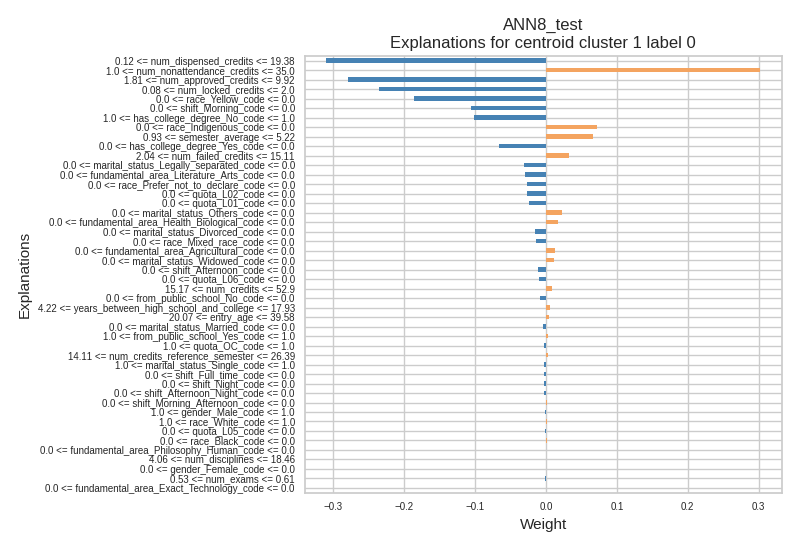 ANN8_test
Explanations for centroid cluster 1 label 0
0.12 <= num_dispensed_credits <= 19.38
1.0 <= num_nonattendance_credits <= 35.0
1.81 <= num_approved_credits <= 9.92
0.08 <= num_locked_credits <= 2.0
0.0 <= race_Yellow_code <= 0.0
0.0 <= shift_Morning_code <= 0.0
1.0 <= has_college_degree_No_code <= 1.0
0.0 <= race_Indigenous_code <= 0.0
0.93 <= semester_average <= 5.22
0.0 <= has_college_degree_Yes_code <= 0.0
2.04 <= num_failed_credits <= 15.11
0.0 <= marital_status_Legally_separated_code <= 0.0
0.0 <= fundamental_area_Literature_Arts_code <= 0.0
0.0 <= race_Prefer_not_to_declare_code <= 0.0
0.0 <= quota_L02_code <= 0.0
0.0 <= quota_L01_code <= 0.0
0.0 <= marital_status_Others_code <= 0.0
0.0 <= fundamental_area_Health_Biological_code <= 0.0
0.0 <= marital_status_Divorced_code <= 0.0
0.0 <= race_Mixed_race_code <= 0.0
0.0 <= fundamental_area_Agricultural_code <= 0.0
0.0 <= marital_status_Widowed_code <= 0.0
0.0 <= shift_Afternoon_code <= 0.0
0.0 <= quota_L06_code <= 0.0
15.17 <= num_credits <= 52.9
0.0 <= from_public_school_No_code <= 0.0
4.22 <= years_between_high_school_and_college <= 17.93
20.07 <= entry_age <= 39.58
0.0 <= marital_status_Married_code <= 0.0
1.0 <= from_public_school_Yes_code <= 1.0
1.0 <= quota_OC_code <= 1.0
14.11 <= num_credits_reference_semester <= 26.39
1.0 <= marital_status_Single_code <= 1.0
0.0 <= shift_Full_time_code <= 0.0
0.0 <= shift_Night_code <= 0.0
0.0 <= shift_Afternoon_Night_code <= 0.0
0.0 <= shift_Morning_Afternoon_code <= 0.0
1.0 <= gender_Male_code <= 1.0
1.0 <= race_White_code <= 1.0
0.0 <= quota_L05_code <= 0.0
0.0 <= race_Black_code <= 0.0
0.0 <= fundamental_area_Philosophy_Human_code <= 0.0
4.06 <= num_disciplines <= 18.46
0.0 <= gender_Female_code <= 0.0
0.53 <= num_exams <= 0.61
0.0 <= fundamental_area_Exact_Technology_code <= 0.0
Explanations
−0.3 −0.2 −0.1 0.0 0.1 0.2 0.3
Weight